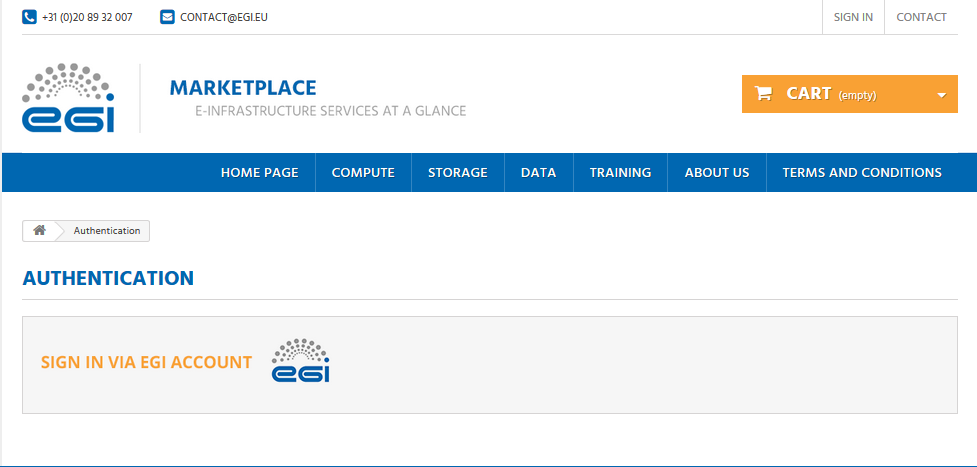 +31 (0)20 89 32 007 CONTACT@EGI.EU SIGN IN CONTACT
egi
MARKETPLACE
E-INFRASTRUCTURE SERVICES AT A GLANCE
CART (empty)
HOME PAGE COMPUTE STORAGE DATA TRAINING ABOUT US TERMS AND CONDITIONS
Authentication
AUTHENTICATION
SIGN IN VIA EGI ACCOUNT egi